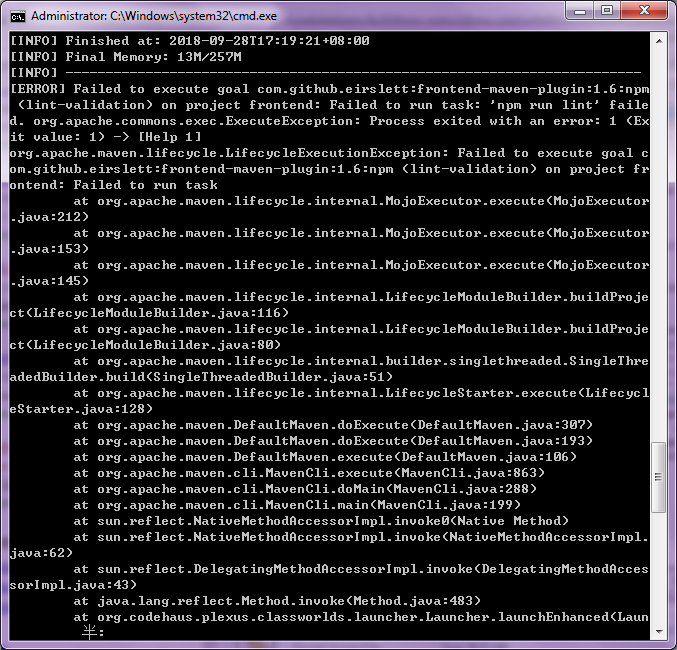 Administrator: C:\Windows\system32\cmd.exe
[INFO] Finished at: 2018-09-28T17:19:21+08:00
[INFO] Final Memory: 13M/257M
[INFO] ------------------------------------------------------------------------
[ERROR] Failed to execute goal com.github.eirslett:frontend-maven-plugin:1.6:npm
 (lint-validation) on project frontend: Failed to run task: 'npm run lint' faile
d. org.apache.commons.exec.ExecuteException: Process exited with an error: 1 (Ex
it value: 1) -> [Help 1]
org.apache.maven.lifecycle.LifecycleExecutionException: Failed to execute goal c
om.github.eirslett:frontend-maven-plugin:1.6:npm (lint-validation) on project fr
ontend: Failed to run task
        at org.apache.maven.lifecycle.internal.MojoExecutor.execute(MojoExecutor
.java:212)
        at org.apache.maven.lifecycle.internal.MojoExecutor.execute(MojoExecutor
.java:153)
        at org.apache.maven.lifecycle.internal.MojoExecutor.execute(MojoExecutor
.java:145)
        at org.apache.maven.lifecycle.internal.LifecycleModuleBuilder.buildProje
ct(LifecycleModuleBuilder.java:116)
        at org.apache.maven.lifecycle.internal.LifecycleModuleBuilder.buildProje
ct(LifecycleModuleBuilder.java:80)
        at org.apache.maven.lifecycle.internal.builder.singlethreaded.SingleThre
adedBuilder.build(SingleThreadedBuilder.java:51)
        at org.apache.maven.lifecycle.internal.LifecycleStarter.execute(Lifecycl
eStarter.java:128)
        at org.apache.maven.DefaultMaven.doExecute(DefaultMaven.java:307)
        at org.apache.maven.DefaultMaven.doExecute(DefaultMaven.java:193)
        at org.apache.maven.DefaultMaven.execute(DefaultMaven.java:106)
        at org.apache.maven.cli.MavenCli.execute(MavenCli.java:863)
        at org.apache.maven.cli.MavenCli.doMain(MavenCli.java:288)
        at org.apache.maven.cli.MavenCli.main(MavenCli.java:199)
        at sun.reflect.NativeMethodAccessorImpl.invoke0(Native Method)
        at sun.reflect.NativeMethodAccessorImpl.invoke(NativeMethodAccessorImpl.
java:62)
        at sun.reflect.DelegatingMethodAccessorImpl.invoke(DelegatingMethodAcces
sorImpl.java:43)
        at java.lang.reflect.Method.invoke(Method.java:483)
        at org.codehaus.plexus.classworlds.launcher.Launcher.launchEnhanced(Laun
         半: